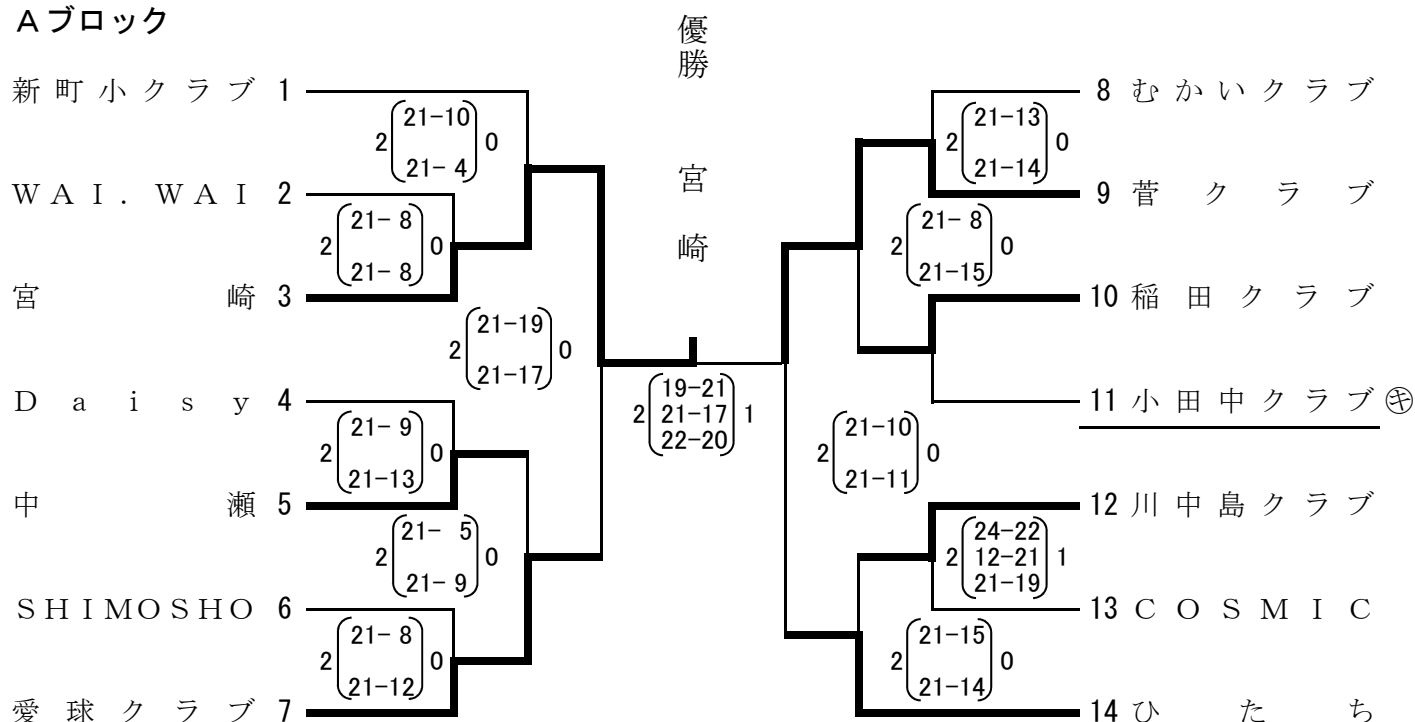 Aブロック
優勝
宮崎
新町小クラブ 1
2 21-10 0
21- 4
WAI.WAI 2
2 21- 8 0
21- 8
宮崎 3
2 21-19 0
21-17
Daisy 4
2 21- 9 0
21-13
中瀬 5
2 21- 5 0
21- 9
SHIMOSHO 6
2 21- 8 0
21-12
愛球クラブ 7
19-21
2 21-17 1
22-20
8 むかいクラブ
2 21-13 0
21-14
9 菅クラブ
2 21- 8 0
21-15
10 稲田クラブ
11 小田中クラブ ㋖
2 21-10 0
21-11
12 川中島クラブ
24-22
2 12-21 1
21-19
13 COSMIC
2 21-15 0
21-14
14 ひたち